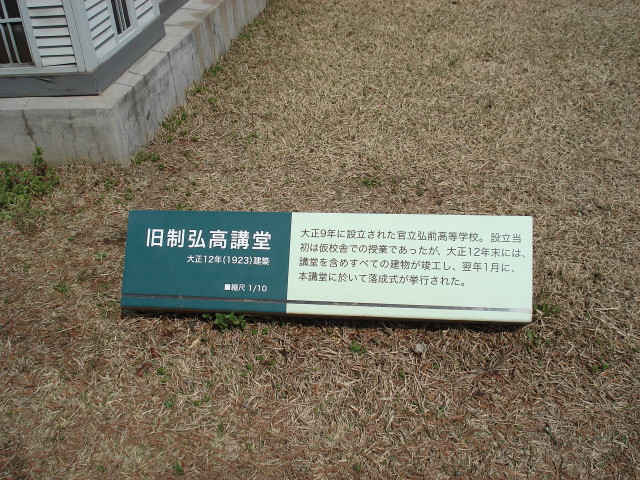 旧制弘高講堂
大正12年(1923)建築
■縮尺 1/10
大正9年に設立された官立弘前高等学校。設立当
初は仮校舎での授業であったが、大正12年末には、
講堂を含めすべての建物が竣工し、翌年1月に、
本講堂に於いて落成式が挙行された。